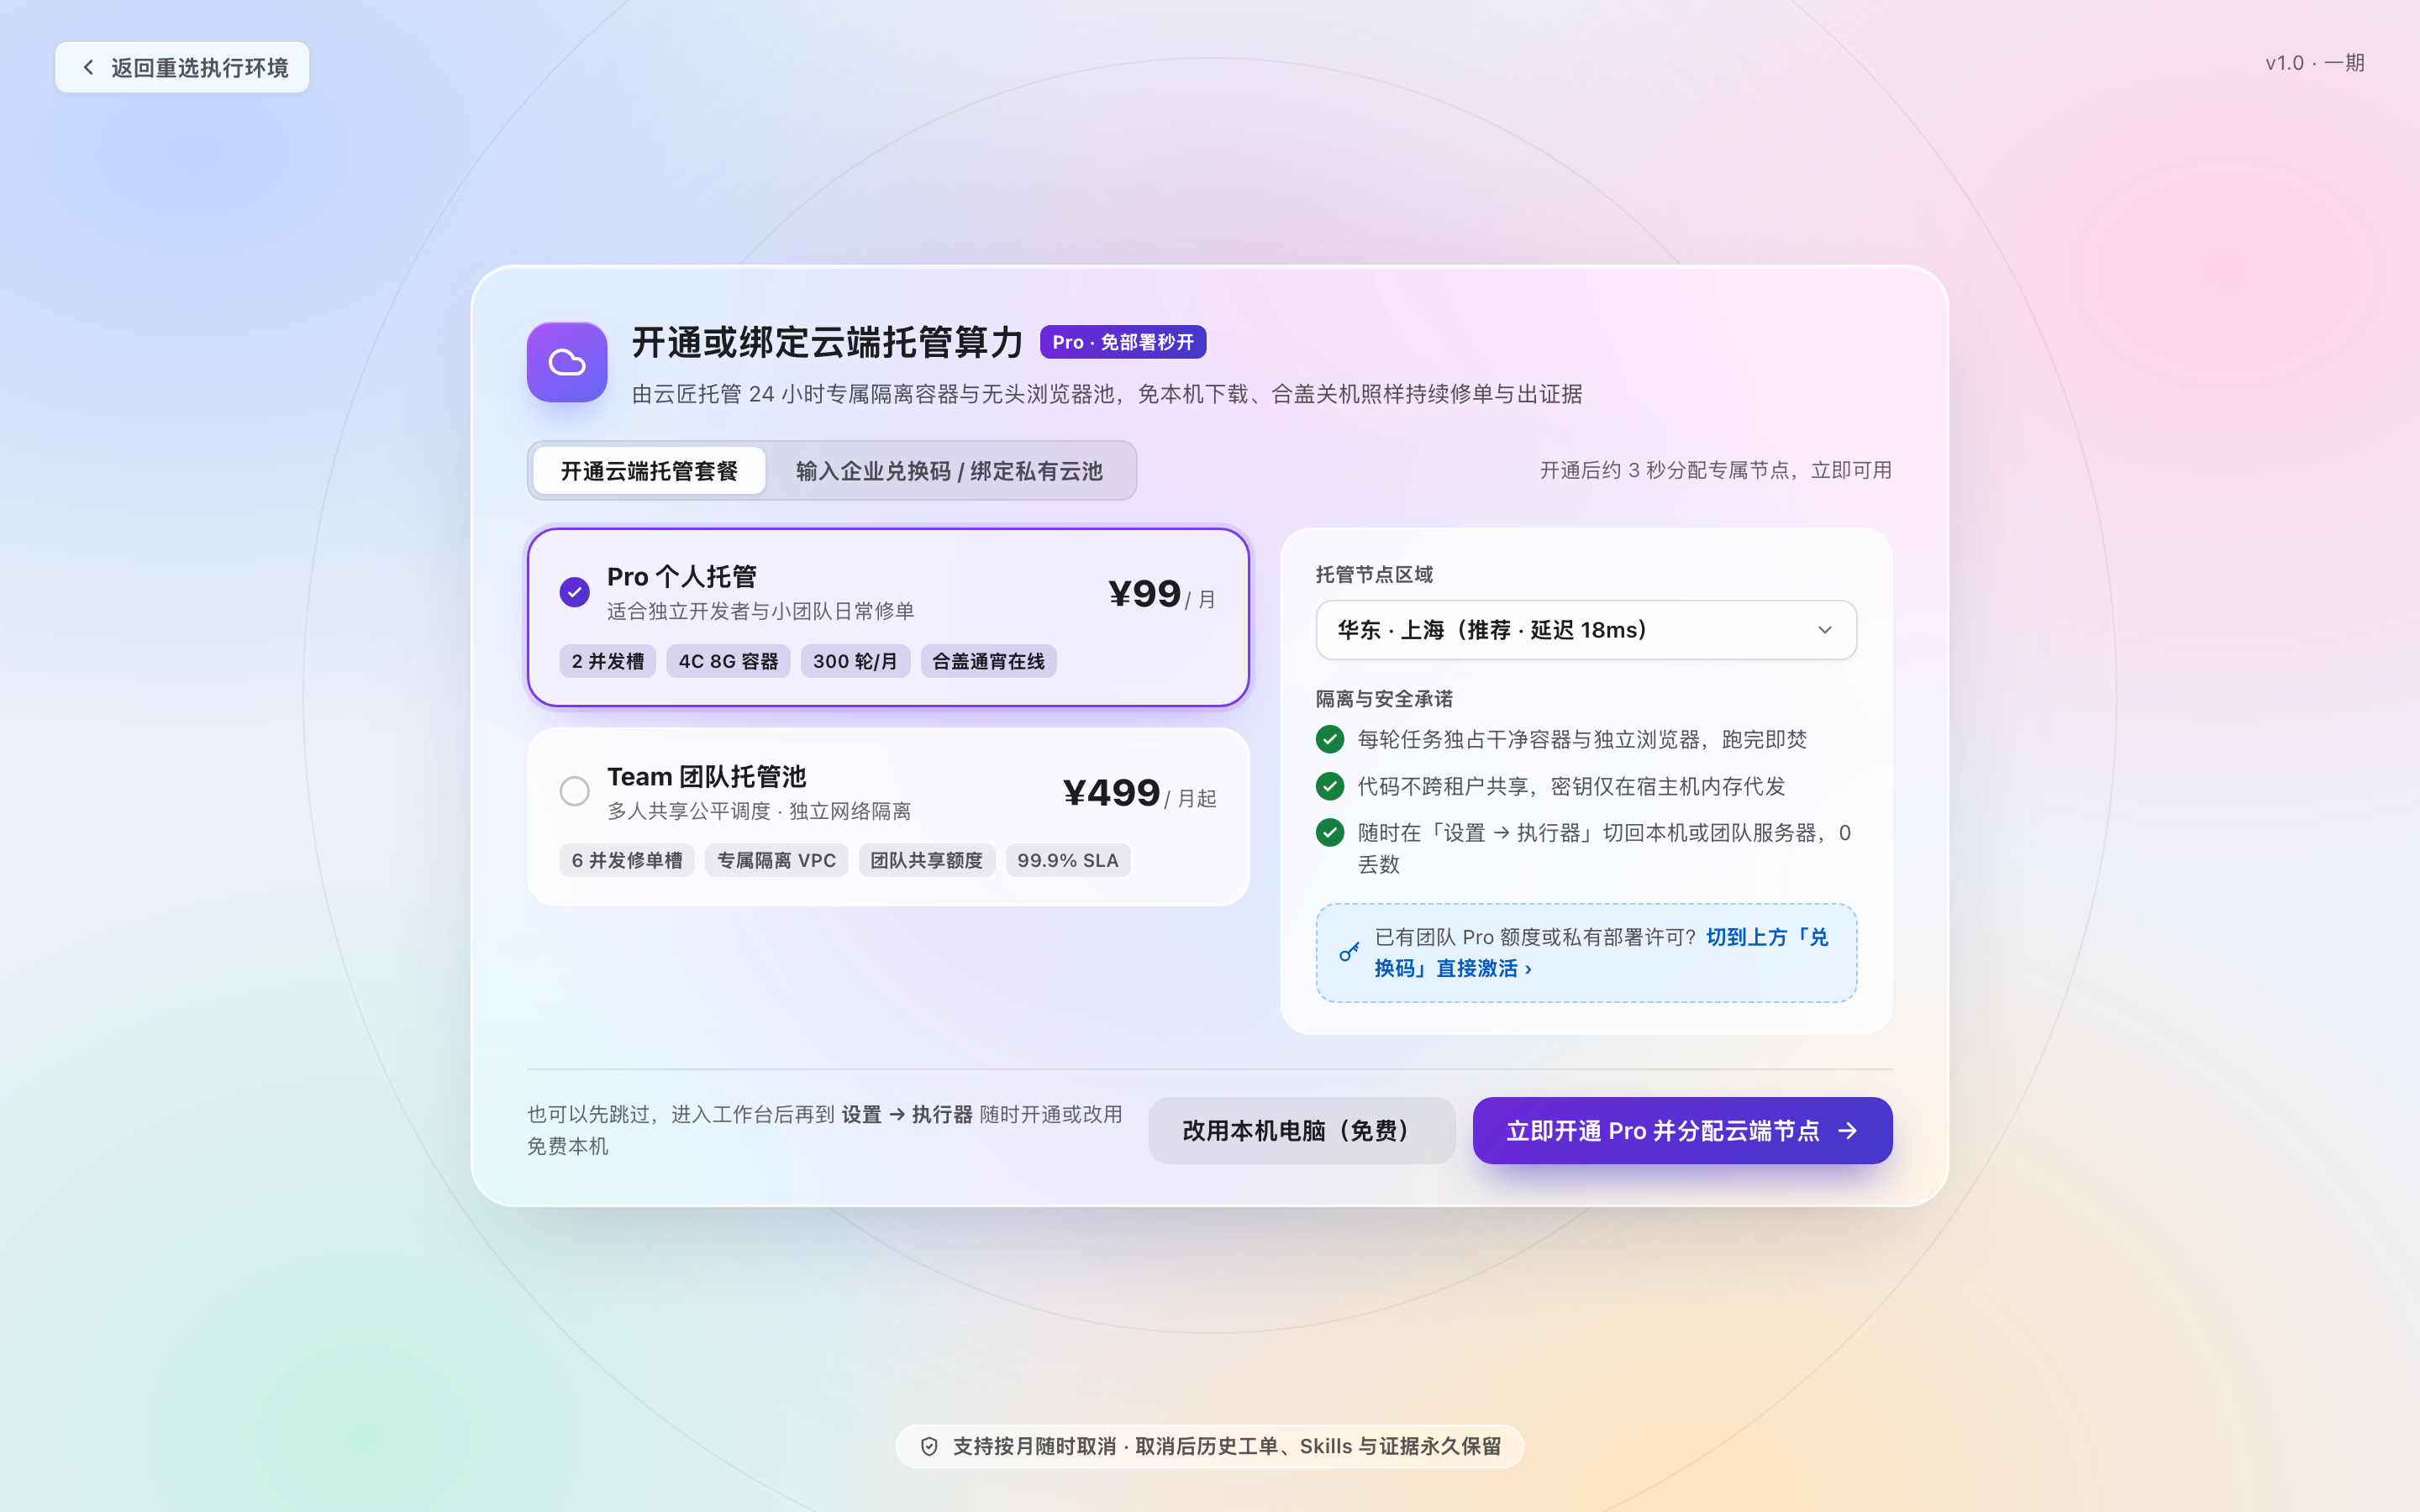 返回重选执行环境
v1.0 · 一期
开通或绑定云端托管算力
Pro · 免部署秒开
由云匠托管 24 小时专属隔离容器与无头浏览器池，免本机下载、合盖关机照样持续修单与出证据
开通云端托管套餐
输入企业兑换码 / 绑定私有云池
开通后约 3 秒分配专属节点，立即可用
Pro 个人托管
适合独立开发者与小团队日常修单
¥99 / 月
2 并发槽
4C 8G 容器
300 轮/月
合盖通宵在线
Team 团队托管池
多人共享公平调度 · 独立网络隔离
¥499 / 月起
6 并发修单槽
专属隔离 VPC
团队共享额度
99.9% SLA
托管节点区域
华东 · 上海（推荐 · 延迟 18ms）
隔离与安全承诺
每轮任务独占干净容器与独立浏览器，跑完即焚
代码不跨租户共享，密钥仅在宿主机内存代发
随时在「设置 → 执行器」切回本机或团队服务器，0
丢数
已有团队 Pro 额度或私有部署许可？切到上方「兑
换码」直接激活 ›
也可以先跳过，进入工作台后再到 设置 → 执行器 随时开通或改用
免费本机
改用本机电脑（免费）
立即开通 Pro 并分配云端节点 →
支持按月随时取消 · 取消后历史工单、Skills 与证据永久保留